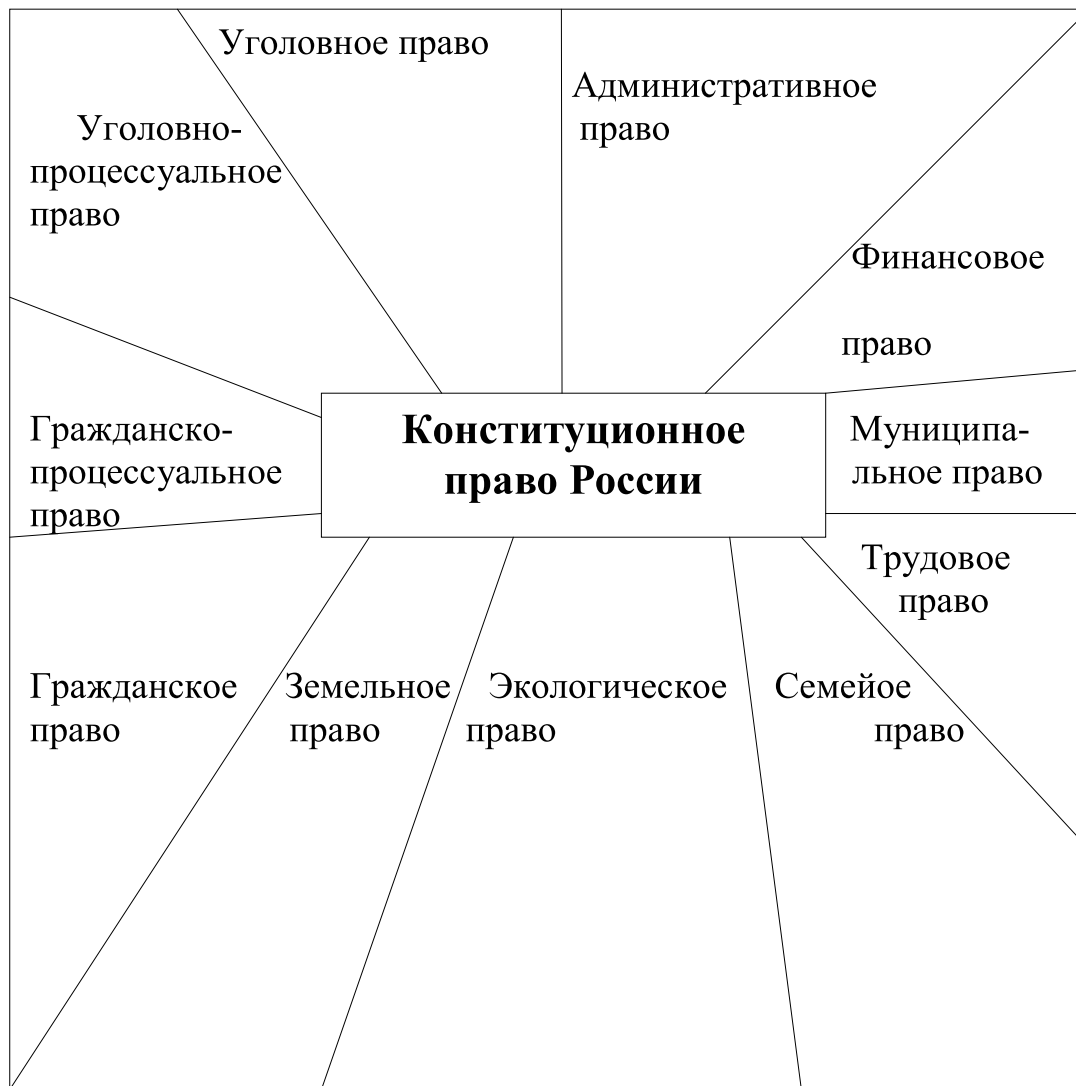 Уголовное право
Административное
право
Уголовно-
процессуальное
право
Финансовое
право
Конституционное
право России
Гражданско-
процессуальное
право
Муниципа-
льное право
Трудовое
право
Гражданское
право
Земельное
право
Экологическое
право
Семейое
право